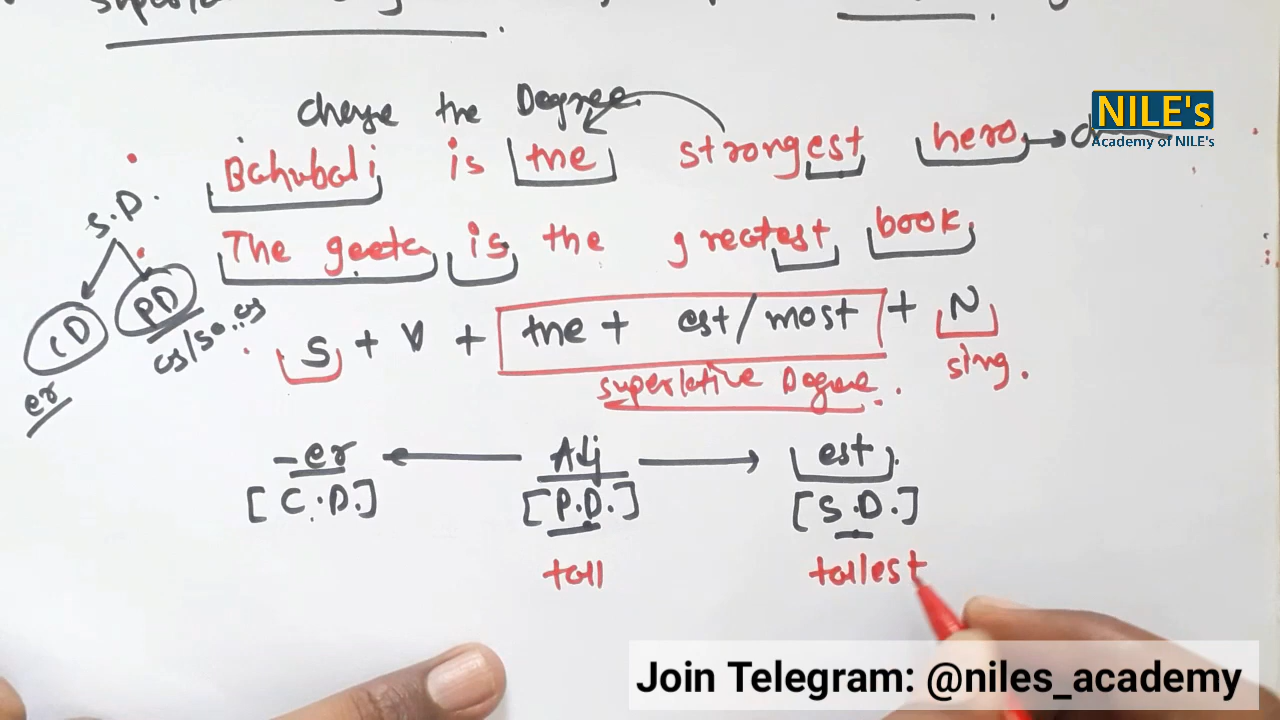 change the Degree
NILE's
Academy of NILE's
Bahubali is the strongest hero
S.D.
The geeta is the greatest book
CD PD
er as/so..as
S + V + the + est/most + N
superlative Degree. sing.
-er Adj est
[C.D.] [P.D.] [S.D.]
tall tallest
Join Telegram: @niles_academy